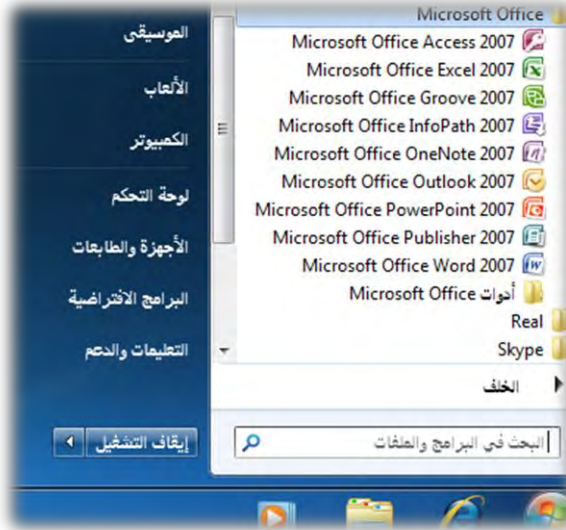 Microsoft Office
Microsoft Office Access 2007
Microsoft Office Excel 2007
Microsoft Office Groove 2007
Microsoft Office InfoPath 2007
Microsoft Office OneNote 2007
Microsoft Office Outlook 2007
Microsoft Office PowerPoint 2007
Microsoft Office Publisher 2007
Microsoft Office Word 2007
أدوات Microsoft Office
Real
Skype
الخلف
البحث في البرامج والملفات
الموسيقى
الألعاب
الكمبيوتر
لوحة التحكم
الأجهزة والطابعات
البرامج الافتراضية
التعليمات والدعم
إيقاف التشغيل